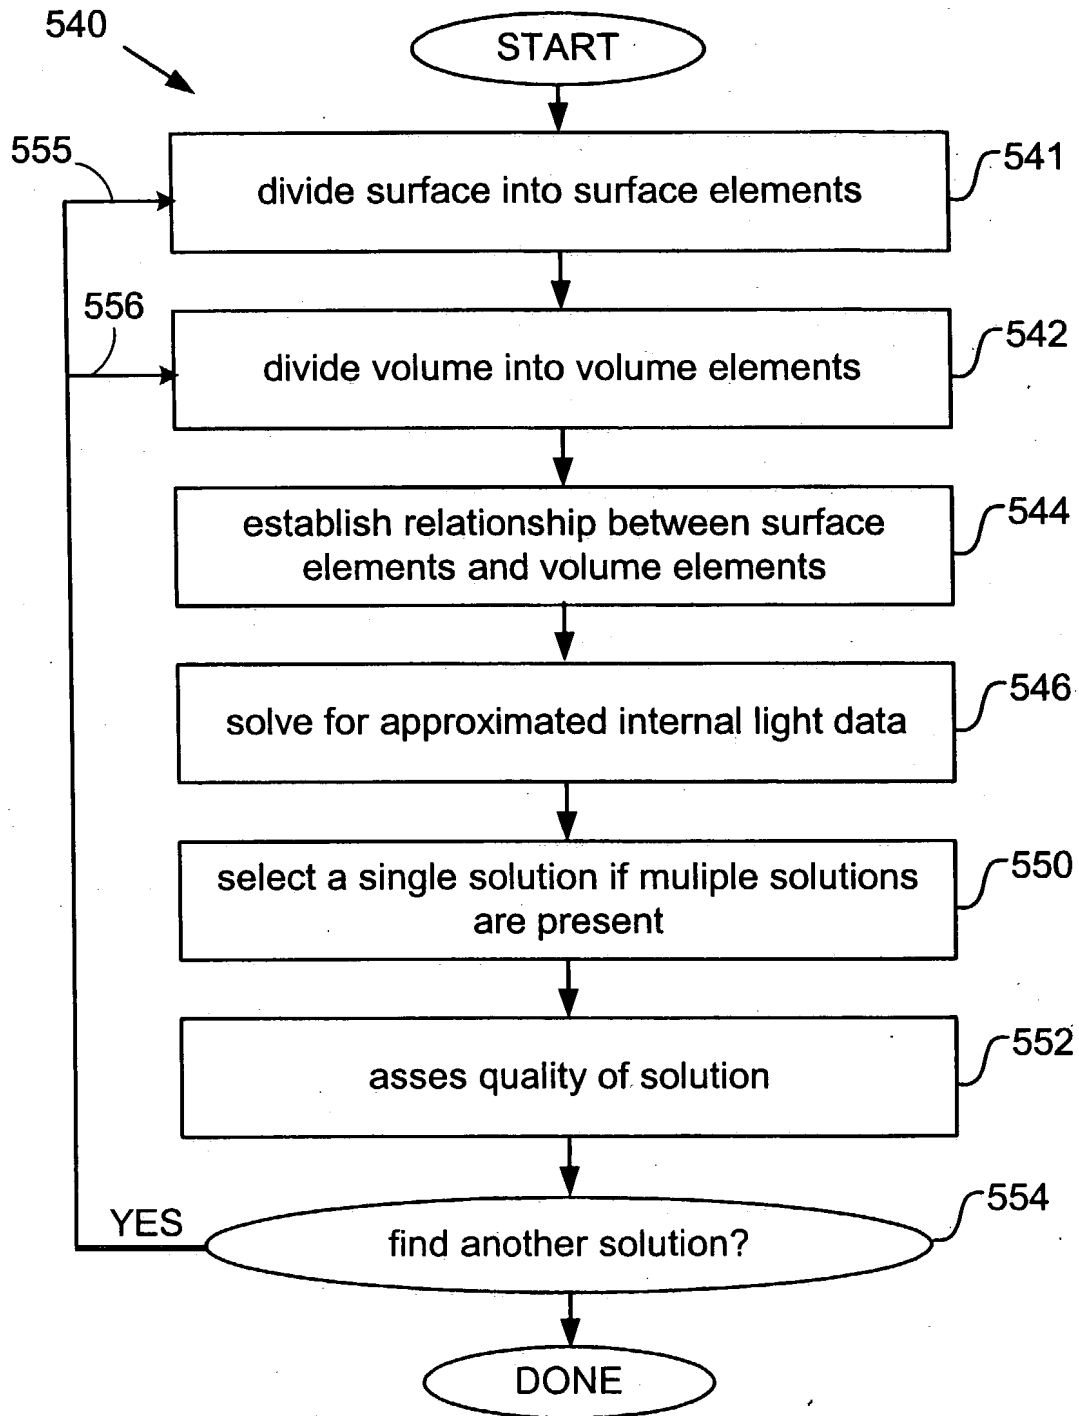 540
START
555
divide surface into surface elements
541
556
divide volume into volume elements
542
establish relationship between surface
elements and volume elements
544
solve for approximated internal light data
546
select a single solution if muliple solutions
are present
550
asses quality of solution
552
YES
find another solution?
554
DONE